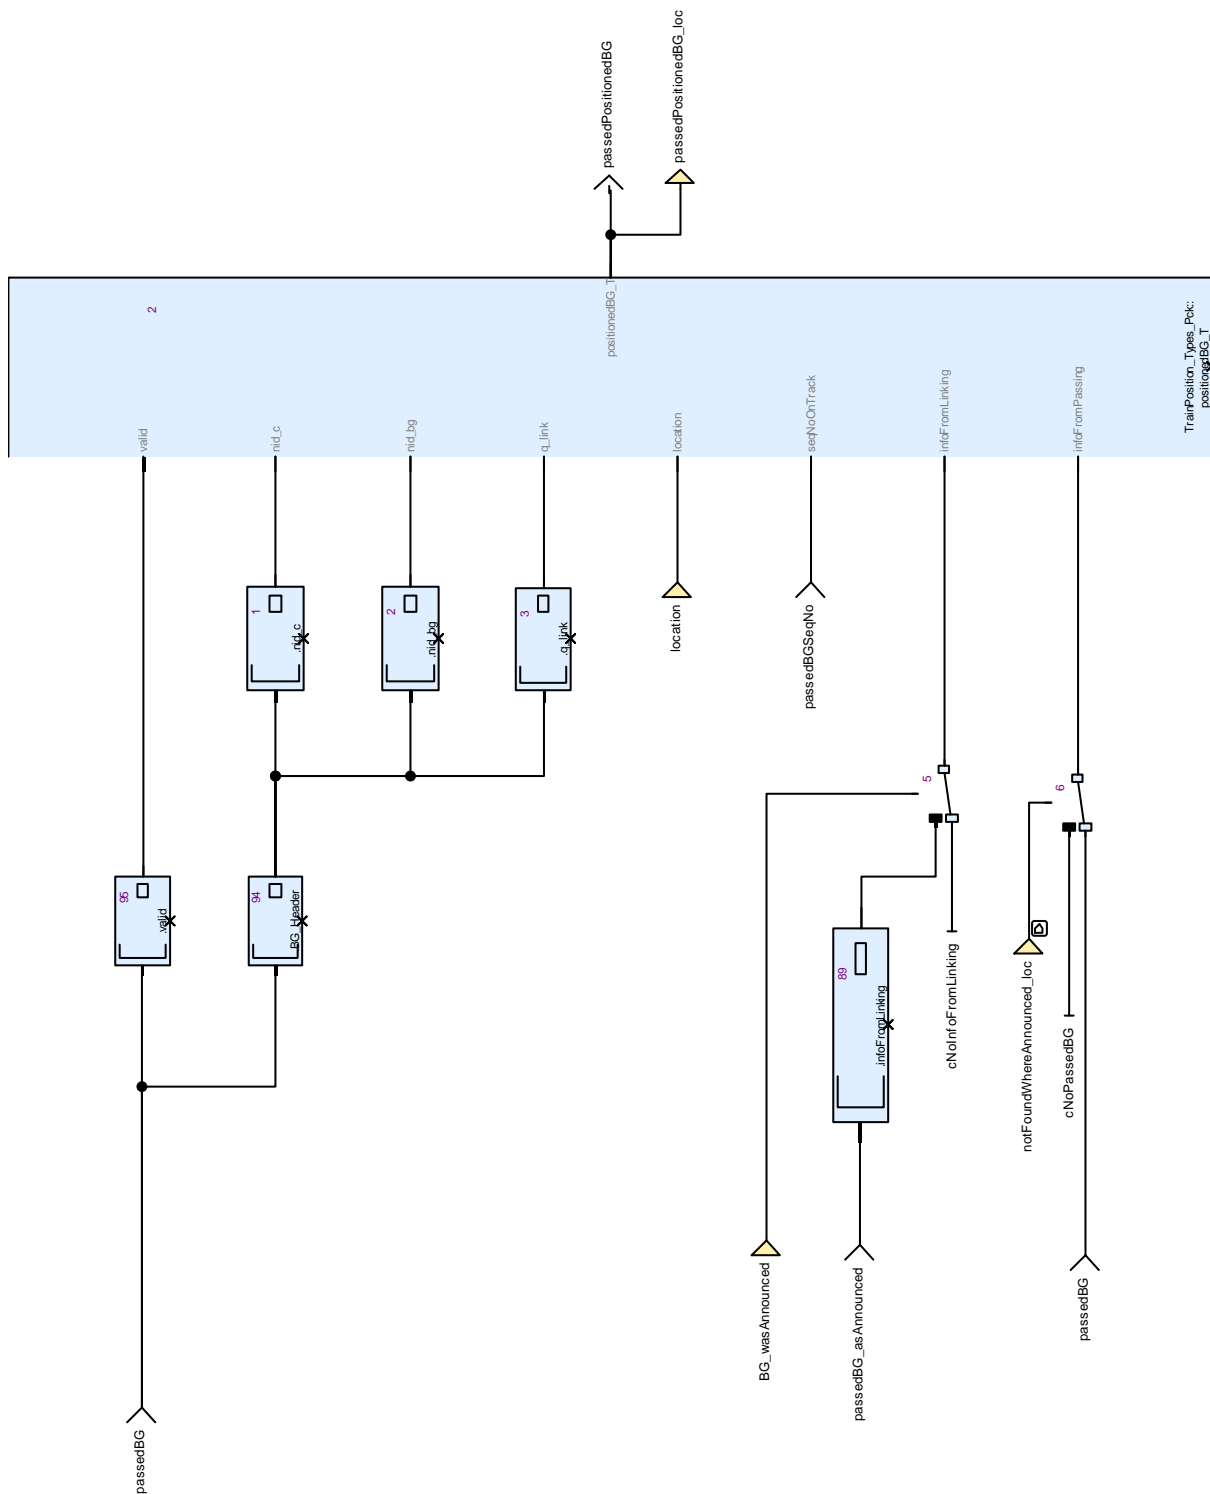 passedBG
95
.valid
94
BG_Header
1
.nid_c
2
.nid_bg
3
.q_link
location
passedBGSeqNo
BG_wasAnnounced
passedBG_asAnnounced
89
.infoFromLinking
5
cNoInfoFromLinking
notFoundWhereAnnounced_loc
6
cNoPassedBG
passedBG
valid
nid_c
nid_bg
q_link
location
seqNoOnTrack
infoFromLinking
infoFromPassing
2
positionedBG_T
TrainPosition_Types_Pck::
positionedBG_T
passedPositionedBG
passedPositionedBG_loc